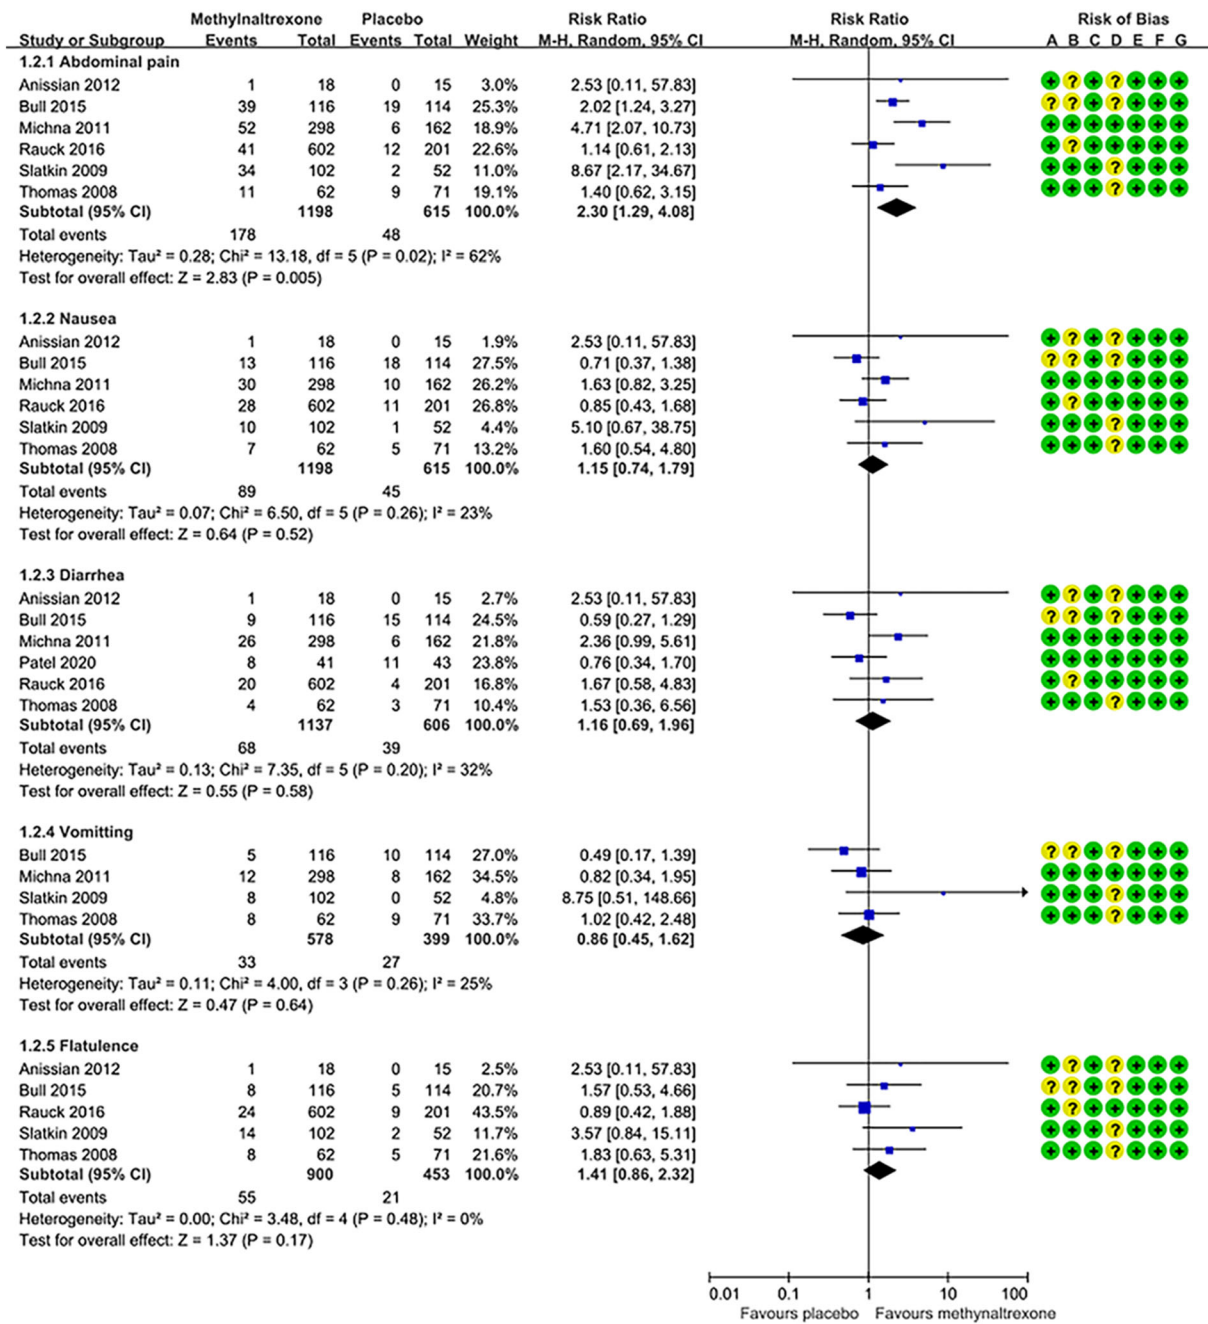 Methylnaltrexone Placebo Risk Ratio Risk Ratio Risk of Bias
Study or Subgroup Events Total Events Total Weight M-H, Random, 95% CI M-H, Random, 95% CI A B C D E F G
1.2.1 Abdominal pain
Anissian 2012 1 18 0 15 3.0% 2.53 [0.11, 57.83] + ? + ? + + +
Bull 2015 39 116 19 114 25.3% 2.02 [1.24, 3.27] ? ? + ? + + +
Michna 2011 52 298 6 162 18.9% 4.71 [2.07, 10.73] + + + + + + +
Rauck 2016 41 602 12 201 22.6% 1.14 [0.61, 2.13] + ? + + + + +
Slatkin 2009 34 102 2 52 11.0% 8.67 [2.17, 34.67] + + + ? + + +
Thomas 2008 11 62 9 71 19.1% 1.40 [0.62, 3.15] + + + ? + + +
Subtotal (95% CI) 1198 615 100.0% 2.30 [1.29, 4.08]
Total events 178 48
Heterogeneity: Tau² = 0.28; Chi² = 13.18, df = 5 (P = 0.02); I² = 62%
Test for overall effect: Z = 2.83 (P = 0.005)
1.2.2 Nausea
Anissian 2012 1 18 0 15 1.9% 2.53 [0.11, 57.83] + ? + ? + + +
Bull 2015 13 116 18 114 27.5% 0.71 [0.37, 1.38] ? ? + ? + + +
Michna 2011 30 298 10 162 26.2% 1.63 [0.82, 3.25] + + + + + + +
Rauck 2016 28 602 11 201 26.8% 0.85 [0.43, 1.68] + ? + + + + +
Slatkin 2009 10 102 1 52 4.4% 5.10 [0.67, 38.75] + + + ? + + +
Thomas 2008 7 62 5 71 13.2% 1.60 [0.54, 4.80] + + + ? + + +
Subtotal (95% CI) 1198 615 100.0% 1.15 [0.74, 1.79]
Total events 89 45
Heterogeneity: Tau² = 0.07; Chi² = 6.50, df = 5 (P = 0.26); I² = 23%
Test for overall effect: Z = 0.64 (P = 0.52)
1.2.3 Diarrhea
Anissian 2012 1 18 0 15 2.7% 2.53 [0.11, 57.83] + ? + ? + + +
Bull 2015 9 116 15 114 24.5% 0.59 [0.27, 1.29] ? ? + ? + + +
Michna 2011 26 298 6 162 21.8% 2.36 [0.99, 5.61] + + + + + + +
Patel 2020 8 41 11 43 23.8% 0.76 [0.34, 1.70] + + + + + + +
Rauck 2016 20 602 4 201 16.8% 1.67 [0.58, 4.83] + ? + + + + +
Thomas 2008 4 62 3 71 10.4% 1.53 [0.36, 6.56] + + + ? + + +
Subtotal (95% CI) 1137 606 100.0% 1.16 [0.69, 1.96]
Total events 68 39
Heterogeneity: Tau² = 0.13; Chi² = 7.35, df = 5 (P = 0.20); I² = 32%
Test for overall effect: Z = 0.55 (P = 0.58)
1.2.4 Vomitting
Bull 2015 5 116 10 114 27.0% 0.49 [0.17, 1.39] ? ? + ? + + +
Michna 2011 12 298 8 162 34.5% 0.82 [0.34, 1.95] + + + + + + +
Slatkin 2009 8 102 0 52 4.8% 8.75 [0.51, 148.66] + + + ? + + +
Thomas 2008 8 62 9 71 33.7% 1.02 [0.42, 2.48] + + + ? + + +
Subtotal (95% CI) 578 399 100.0% 0.86 [0.45, 1.62]
Total events 33 27
Heterogeneity: Tau² = 0.11; Chi² = 4.00, df = 3 (P = 0.26); I² = 25%
Test for overall effect: Z = 0.47 (P = 0.64)
1.2.5 Flatulence
Anissian 2012 1 18 0 15 2.5% 2.53 [0.11, 57.83] + ? + ? + + +
Bull 2015 8 116 5 114 20.7% 1.57 [0.53, 4.66] ? ? + ? + + +
Rauck 2016 24 602 9 201 43.5% 0.89 [0.42, 1.88] + ? + + + + +
Slatkin 2009 14 102 2 52 11.7% 3.57 [0.84, 15.11] + + + ? + + +
Thomas 2008 8 62 5 71 21.6% 1.83 [0.63, 5.31] + + + ? + + +
Subtotal (95% CI) 900 453 100.0% 1.41 [0.86, 2.32]
Total events 55 21
Heterogeneity: Tau² = 0.00; Chi² = 3.48, df = 4 (P = 0.48); I² = 0%
Test for overall effect: Z = 1.37 (P = 0.17)
0.01 0.1 1 10 100
Favours placebo Favours methynaltrexone